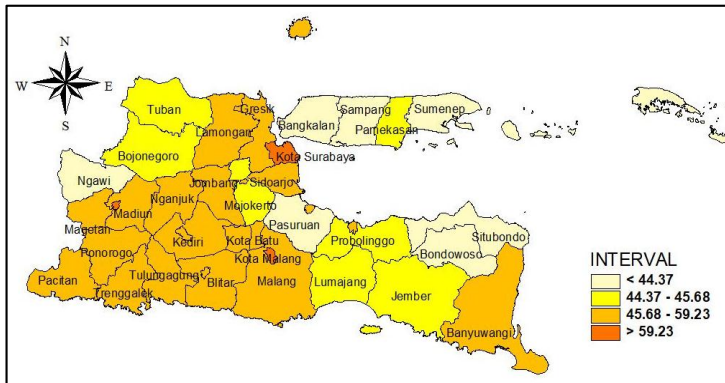 N
W E
S
Tuban
Gresik
Lamongan
Bangkalan
Sampang
Pamekasan
Sumenep
Bojonegoro
Kota Surabaya
Ngawi
Jombang
Sidoarjo
Nganjuk
Madiun
Mojokerto
Magetan
Pasuruan
Kediri
Kota Batu
Probolinggo
Situbondo
Ponorogo
Kota Malang
Bondowoso
Tulungagung
Pacitan
Trenggalek
Blitar
Malang
Lumajang
Jember
Banyuwangi
INTERVAL
< 44.37
44.37 - 45.68
45.68 - 59.23
> 59.23